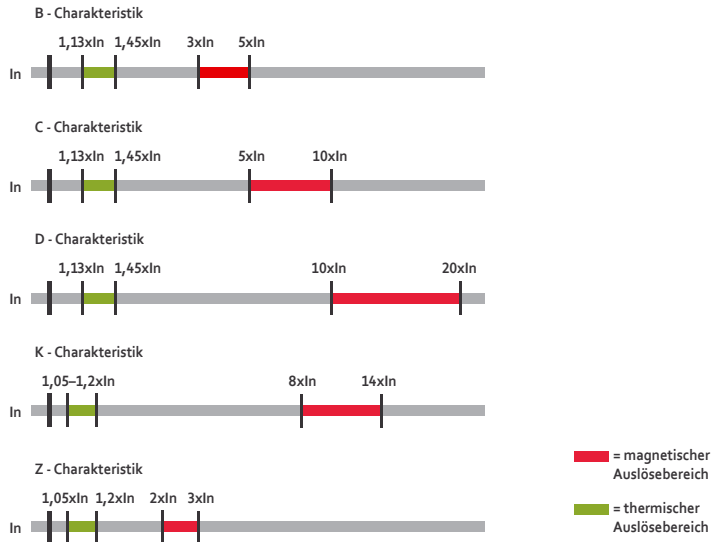 B - Charakteristik
1,13xIn 1,45xIn 3xIn 5xIn
In
C - Charakteristik
1,13xIn 1,45xIn 5xIn 10xIn
In
D - Charakteristik
1,13xIn 1,45xIn 10xIn 20xIn
In
K - Charakteristik
1,05–1,2xIn 8xIn 14xIn
In
Z - Charakteristik
1,05xIn 1,2xIn 2xIn 3xIn
In
= magnetischer
Auslösebereich
= thermischer
Auslösebereich